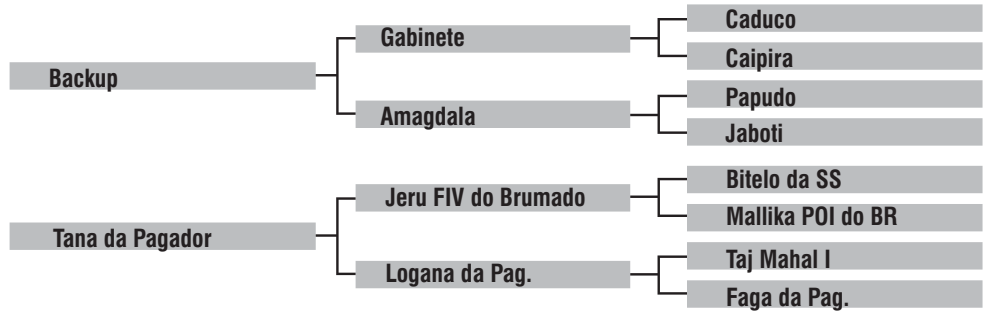 Caduco
Gabinete
Caipira
Backup
Papudo
Amagdala
Jaboti
Bitelo da SS
Jeru FIV do Brumado
Mallika POI do BR
Tana da Pagador
Taj Mahal I
Logana da Pag.
Faga da Pag.